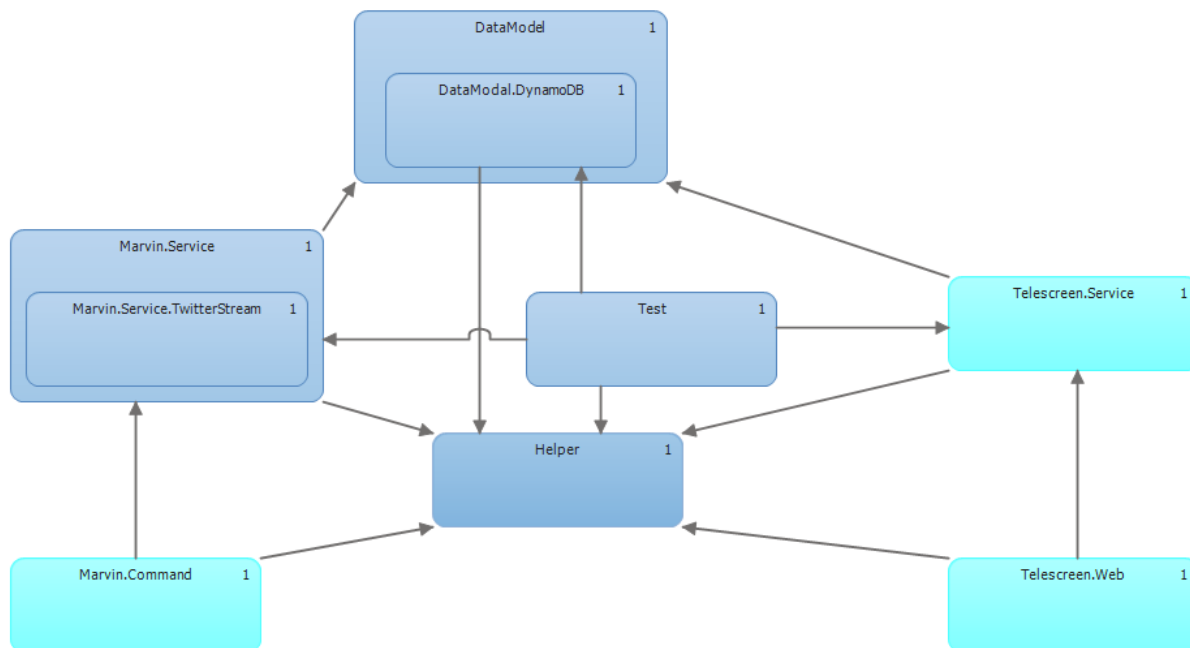 DataModel 1
DataModal.DynamoDB 1
Marvin.Service 1
Marvin.Service.TwitterStream 1
Test 1
Telescreen.Service 1
Helper 1
Marvin.Command 1
Telescreen.Web 1